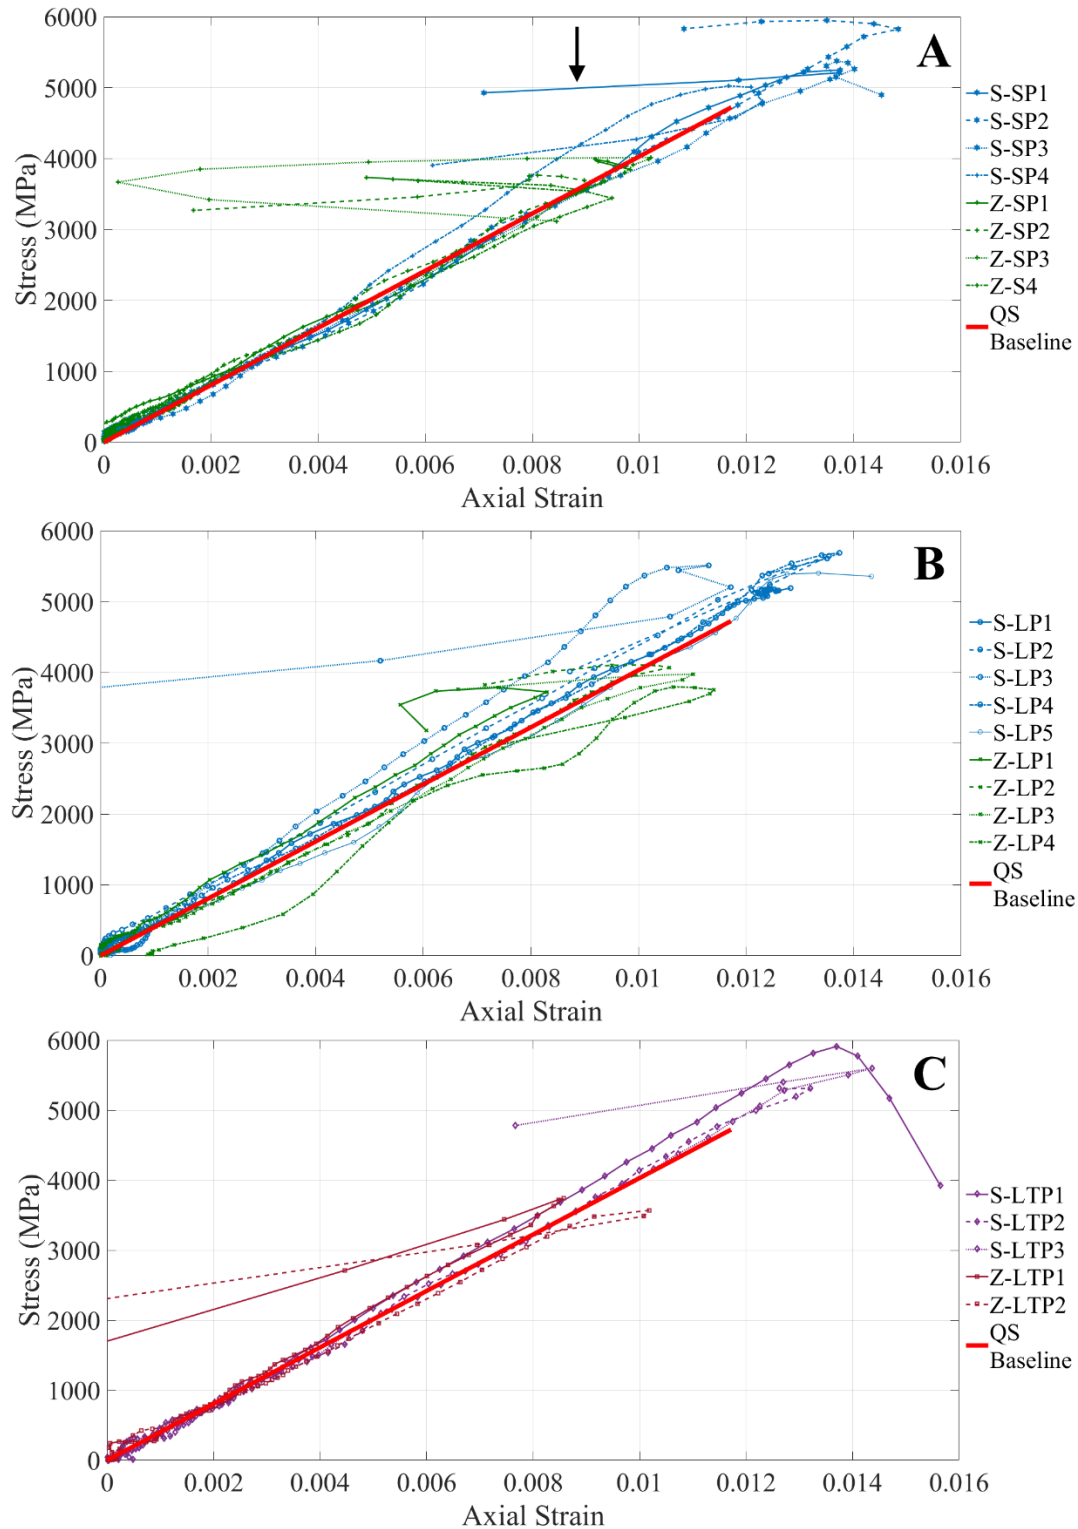 A
6000
5000
4000
3000
2000
1000
0
Stress (MPa)
0 0.002 0.004 0.006 0.008 0.01 0.012 0.014 0.016
Axial Strain
S-SP1
S-SP2
S-SP3
S-SP4
Z-SP1
Z-SP2
Z-SP3
Z-S4
QS
Baseline
B
6000
5000
4000
3000
2000
1000
0
Stress (MPa)
0 0.002 0.004 0.006 0.008 0.01 0.012 0.014 0.016
Axial Strain
S-LP1
S-LP2
S-LP3
S-LP4
S-LP5
Z-LP1
Z-LP2
Z-LP3
Z-LP4
QS
Baseline
C
6000
5000
4000
3000
2000
1000
0
Stress (MPa)
0 0.002 0.004 0.006 0.008 0.01 0.012 0.014 0.016
Axial Strain
S-LTP1
S-LTP2
S-LTP3
Z-LTP1
Z-LTP2
QS
Baseline